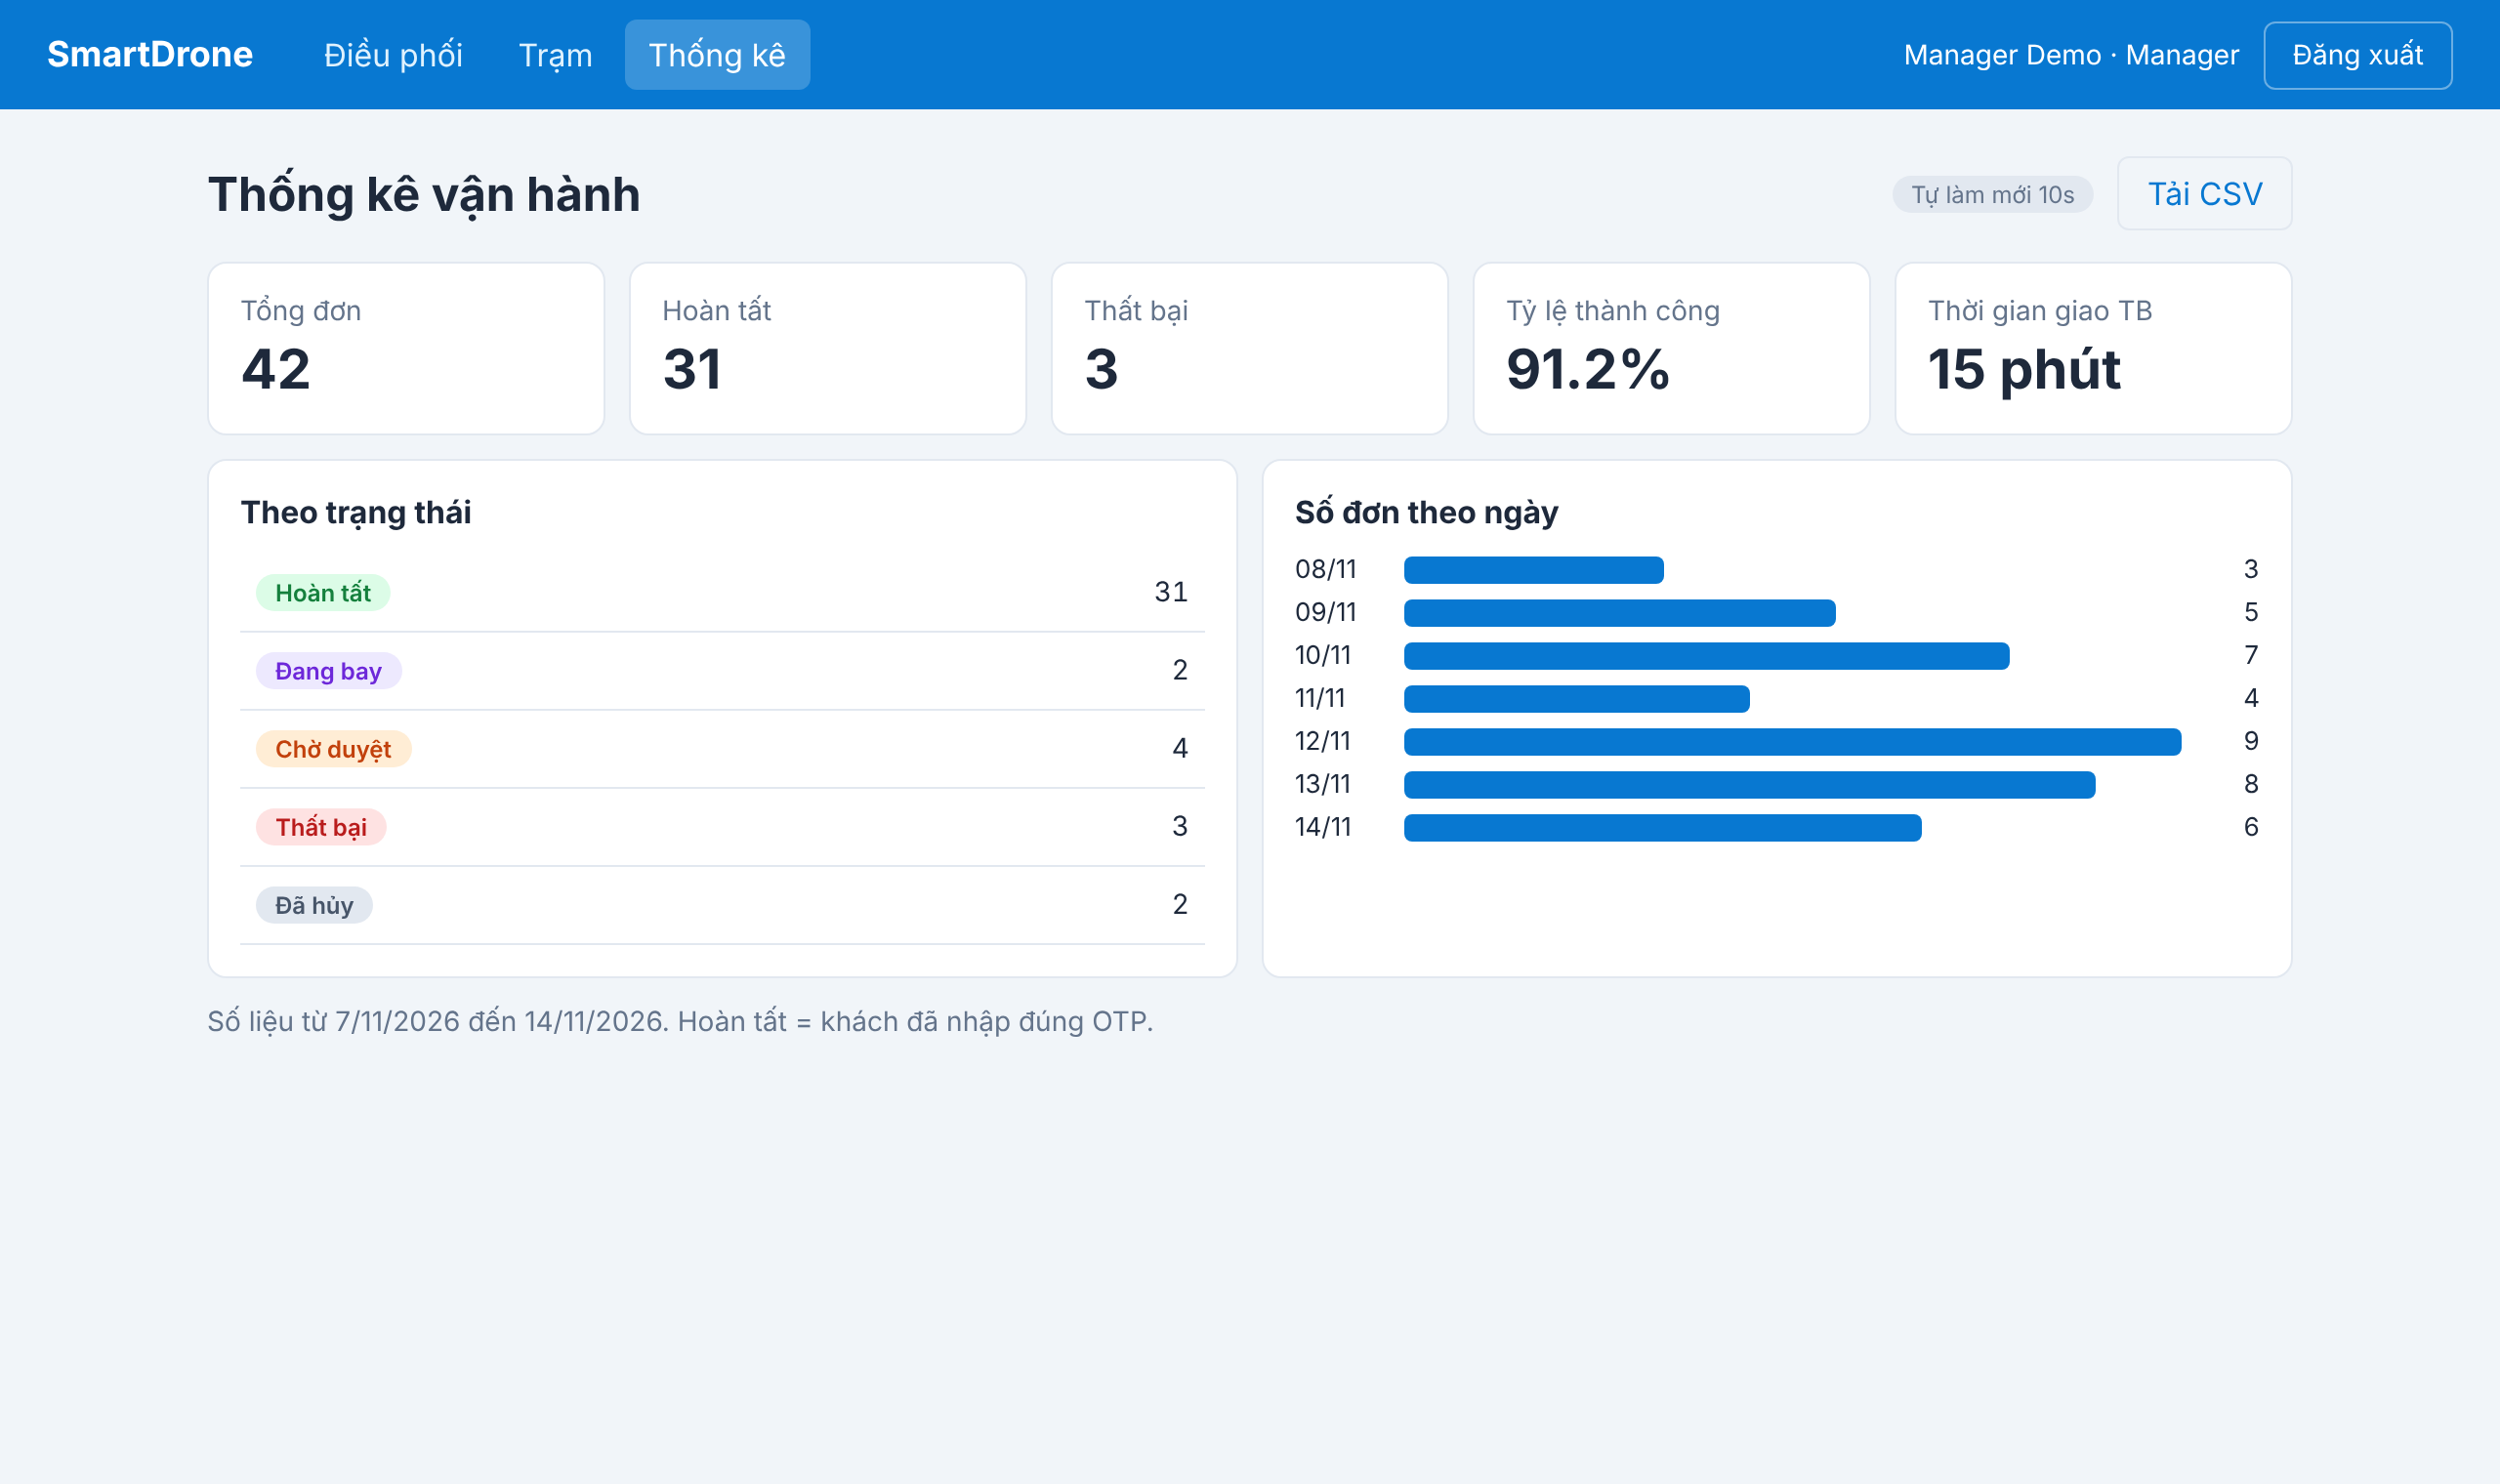 SmartDrone Điều phối Trạm Thống kê Manager Demo · Manager Đăng xuất
Thống kê vận hành Tự làm mới 10s Tải CSV
Tổng đơn Hoàn tất Thất bại Tỷ lệ thành công Thời gian giao TB
42 31 3 91.2% 15 phút
Theo trạng thái
Hoàn tất 31
Đang bay 2
Chờ duyệt 4
Thất bại 3
Đã hủy 2
Số đơn theo ngày
08/11 3
09/11 5
10/11 7
11/11 4
12/11 9
13/11 8
14/11 6
Số liệu từ 7/11/2026 đến 14/11/2026. Hoàn tất = khách đã nhập đúng OTP.